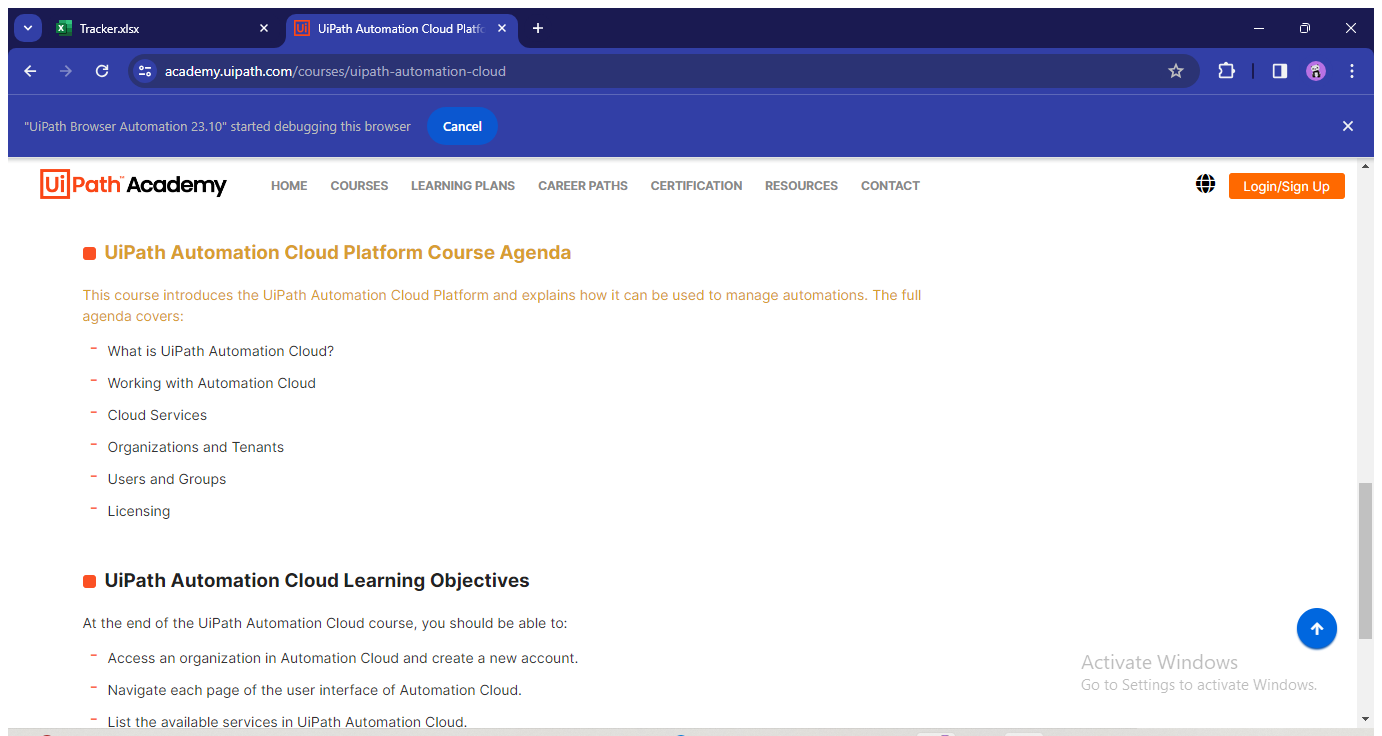 Tracker.xlsx
UiPath Automation Cloud Platfo
academy.uipath.com/courses/uipath-automation-cloud
"UiPath Browser Automation 23.10" started debugging this browser
Cancel
UiPath Academy
HOME
COURSES
LEARNING PLANS
CAREER PATHS
CERTIFICATION
RESOURCES
CONTACT
Login/Sign Up
UiPath Automation Cloud Platform Course Agenda
This course introduces the UiPath Automation Cloud Platform and explains how it can be used to manage automations. The full
agenda covers:
What is UiPath Automation Cloud?
Working with Automation Cloud
Cloud Services
Organizations and Tenants
Users and Groups
Licensing
UiPath Automation Cloud Learning Objectives
At the end of the UiPath Automation Cloud course, you should be able to:
Access an organization in Automation Cloud and create a new account.
Navigate each page of the user interface of Automation Cloud.
List the available services in UiPath Automation Cloud.
Activate Windows
Go to Settings to activate Windows.